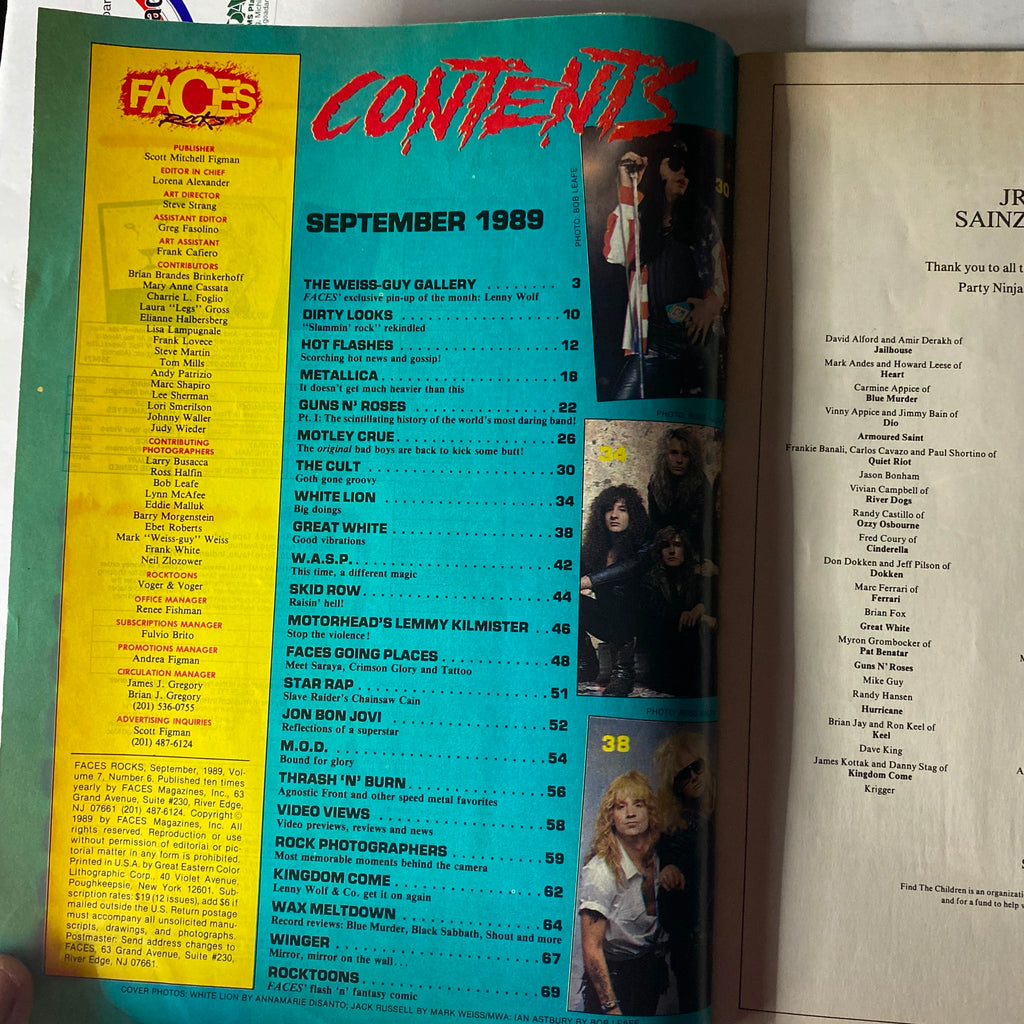 FACES
Rocks
PUBLISHER
Scott Mitchell Figman
EDITOR IN CHIEF
Lorena Alexander
ART DIRECTOR
Steve Strang
ASSISTANT EDITOR
Greg Fasolino
ART ASSISTANT
Frank Cafiero
CONTRIBUTORS
Brian Brandes Brinkerhoff
Mary Anne Cassata
Charrie L. Foglio
Laura "Legs" Gross
Elianne Halbersberg
Lisa Lampugnale
Frank Lovece
Steve Martin
Tom Mills
Andy Patrizio
Marc Shapiro
Lee Sherman
Lori Smerilson
Johnny Waller
Judy Wieder
CONTRIBUTING
PHOTOGRAPHERS
Larry Busacca
Ross Halfin
Bob Leafe
Lynn McAfee
Eddie Malluk
Barry Morgenstein
Ebet Roberts
Mark "Weiss-guy" Weiss
Frank White
Neil Zlozower
ROCKTOONS
Voger & Voger
OFFICE MANAGER
Renee Fishman
SUBSCRIPTIONS MANAGER
Fulvio Brito
PROMOTIONS MANAGER
Andrea Figman
CIRCULATION MANAGER
James J. Gregory
Brian J. Gregory
(201) 536-0755
ADVERTISING INQUIRIES
Scott Figman
(201) 487-6124
FACES ROCKS, September, 1989, Vol-
ume 7, Number 6. Published ten times
yearly by FACES Magazines, Inc., 63
Grand Avenue, Suite #230, River Edge,
NJ 07661 (201) 487-6124. Copyright ©
1989 by FACES Magazines, Inc. All
rights reserved. Reproduction or use
without permission of editorial or pic-
torial matter in any form is prohibited.
Printed in U.S.A. by Great Eastern Color
Lithographic Corp., 40 Violet Avenue,
Poughkeepsie, New York 12601. Sub-
scription rates: $19 (12 issues), add $6 if
mailed outside the U.S. Return postage
must accompany all unsolicited manu-
scripts, drawings, and photographs.
Postmaster: Send address changes to
FACES, 63 Grand Avenue, Suite #230,
River Edge, NJ 07661.
CONTENTS
SEPTEMBER 1989
THE WEISS-GUY GALLERY ........ 3
FACES' exclusive pin-up of the month: Lenny Wolf
DIRTY LOOKS ........ 10
"Slammin' rock" rekindled
HOT FLASHES ........ 12
Scorching hot news and gossip!
METALLICA ........ 18
It doesn't get much heavier than this
GUNS N' ROSES ........ 22
Pt. I: The scintillating history of the world's most daring band!
MOTLEY CRUE ........ 26
The original bad boys are back to kick some butt!
THE CULT ........ 30
Goth gone groovy
WHITE LION ........ 34
Big doings
GREAT WHITE ........ 38
Good vibrations
W.A.S.P. ........ 42
This time, a different magic
SKID ROW ........ 44
Raisin' hell!
MOTORHEAD'S LEMMY KILMISTER .. 46
Stop the violence!
FACES GOING PLACES ........ 48
Meet Saraya, Crimson Glory and Tattoo
STAR RAP ........ 51
Slave Raider's Chainsaw Cain
JON BON JOVI ........ 52
Reflections of a superstar
M.O.D. ........ 54
Bound for glory
THRASH 'N' BURN ........ 56
Agnostic Front and other speed metal favorites
VIDEO VIEWS ........ 58
Video previews, reviews and news
ROCK PHOTOGRAPHERS ........ 59
Most memorable moments behind the camera
KINGDOM COME ........ 62
Lenny Wolf & Co. get it on again
WAX MELTDOWN ........ 64
Record reviews: Blue Murder, Black Sabbath, Shout and more
WINGER ........ 67
Mirror, mirror on the wall...
ROCKTOONS ........ 69
FACES' flash 'n' fantasy comic
COVER PHOTOS: WHITE LION BY ANNAMARIE DISANTO; JACK RUSSELL BY MARK WEISS/MWA; IAN ASTBURY BY BOB LEAFE
PHOTO: BOB LEAFE
30
PHOTO:
34
PHOTO:
38
JR
SAINZ
Thank you to all t
Party Ninja
David Alford and Amir Derakh of
Jailhouse
Mark Andes and Howard Leese of
Heart
Carmine Appice of
Blue Murder
Vinny Appice and Jimmy Bain of
Dio
Armoured Saint
Frankie Banali, Carlos Cavazo and Paul Shortino of
Quiet Riot
Jason Bonham
Vivian Campbell of
River Dogs
Randy Castillo of
Ozzy Osbourne
Fred Coury of
Cinderella
Don Dokken and Jeff Pilson of
Dokken
Marc Ferrari of
Ferrari
Brian Fox
Great White
Myron Grombocker of
Pat Benatar
Guns N' Roses
Mike Guy
Randy Hansen
Hurricane
Brian Jay and Ron Keel of
Keel
Dave King
James Kottak and Danny Stag of
Kingdom Come
Krigger
Find The Children is an organizati
and for a fund to help